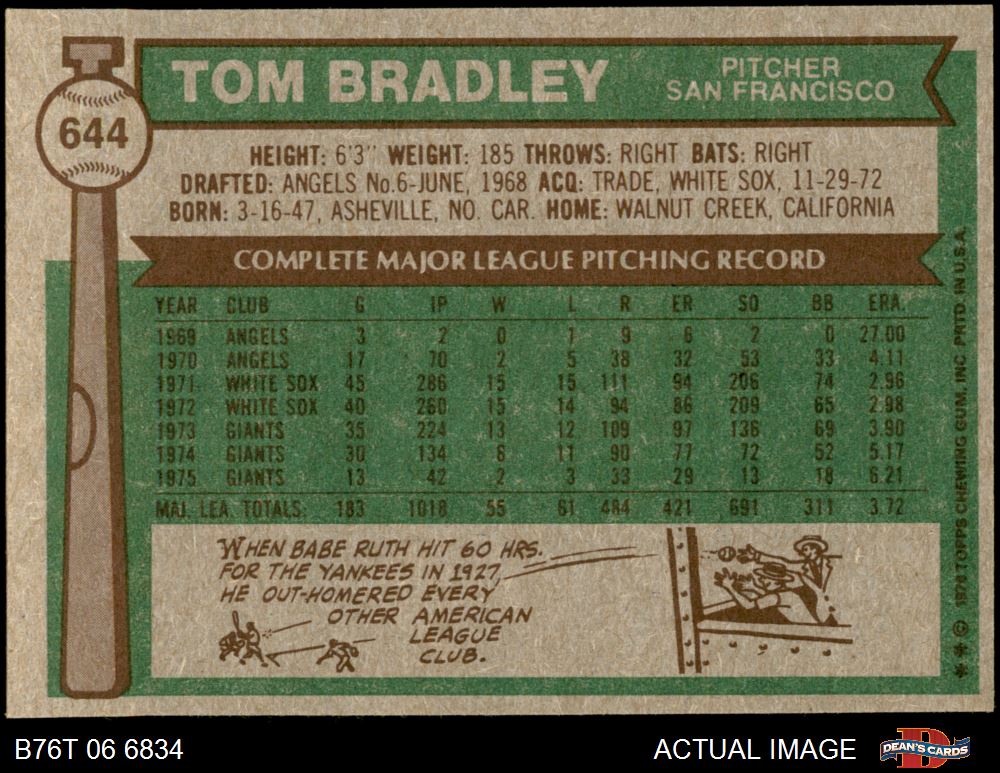 TOM BRADLEY
PITCHER
SAN FRANCISCO
644
HEIGHT: 6'3" WEIGHT: 185 THROWS: RIGHT BATS: RIGHT
DRAFTED: ANGELS No.6-JUNE, 1968 ACQ: TRADE, WHITE SOX, 11-29-72
BORN: 3-16-47, ASHEVILLE, NO. CAR. HOME: WALNUT CREEK, CALIFORNIA
COMPLETE MAJOR LEAGUE PITCHING RECORD
YEAR CLUB G IP W L R ER SO BB ERA.
1969 ANGELS 3 2 0 1 9 6 2 0 27.00
1970 ANGELS 17 70 2 5 38 32 53 33 4.11
1971 WHITE SOX 45 286 15 15 111 94 206 74 2.96
1972 WHITE SOX 40 260 15 14 94 86 209 65 2.98
1973 GIANTS 35 224 13 12 109 97 136 69 3.90
1974 GIANTS 30 134 8 11 90 77 72 52 5.17
1975 GIANTS 13 42 2 3 33 29 13 18 6.21
MAJ. LEA. TOTALS 183 1018 55 61 484 421 691 311 3.72
WHEN BABE RUTH HIT 60 HRS.
FOR THE YANKEES IN 1927,
HE OUT-HOMERED EVERY
OTHER AMERICAN
LEAGUE
CLUB.
* * © 1976 TOPPS CHEWING GUM, INC. PRTD. IN U.S.A.
B76T 06 6834
ACTUAL IMAGE
DEAN'S CARDS